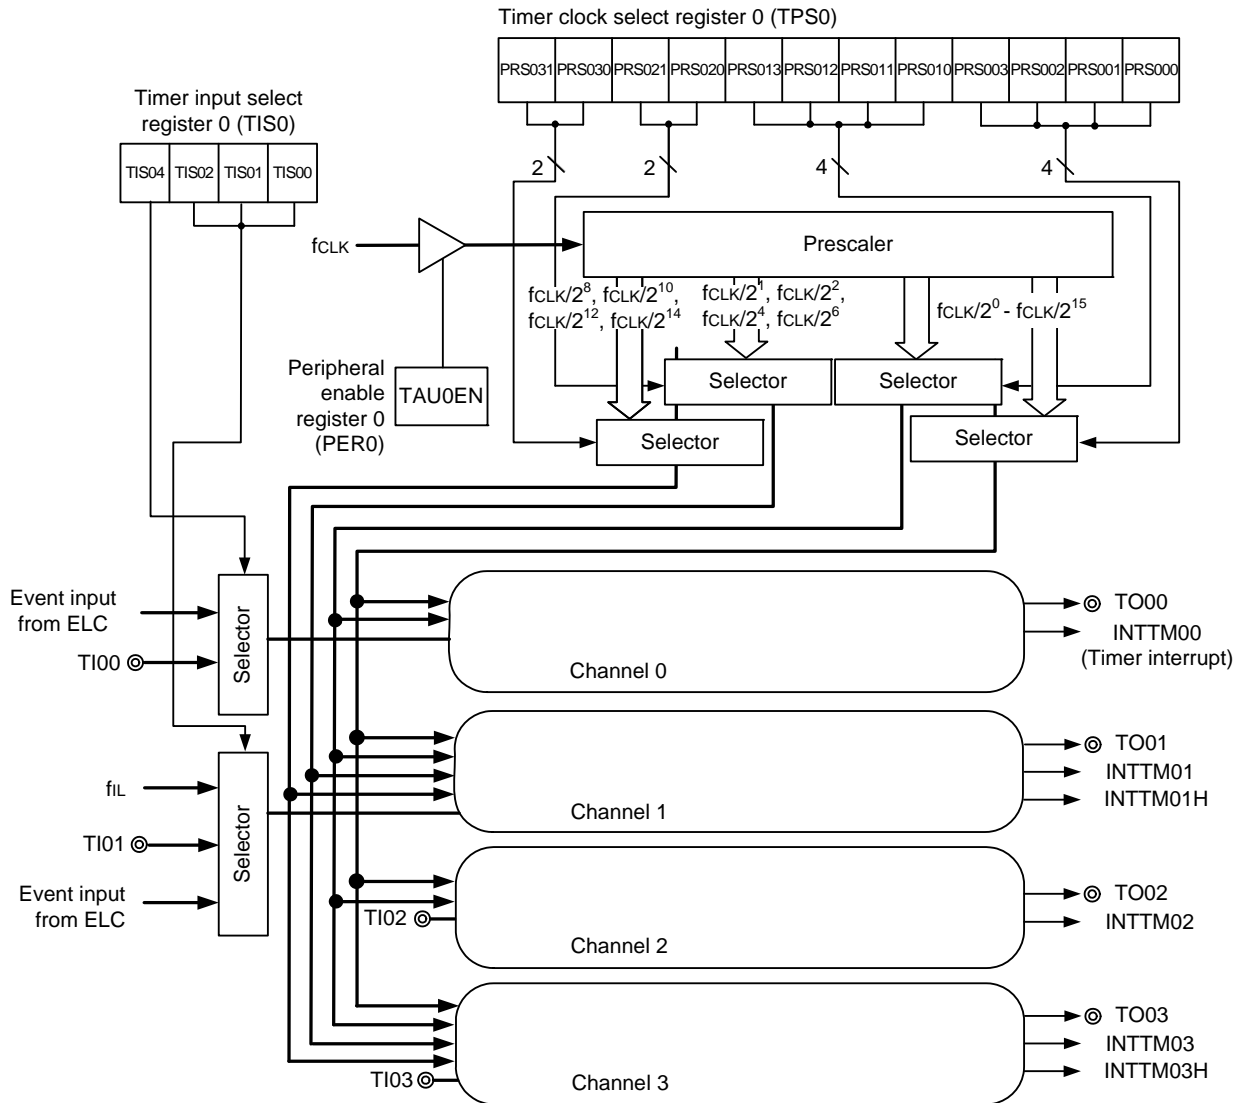 Timer clock select register 0 (TPS0)
PRS031 PRS030 PRS021 PRS020 PRS013 PRS012 PRS011 PRS010 PRS003 PRS002 PRS001 PRS000
Timer input select
register 0 (TIS0)
TIS04 TIS02 TIS01 TIS00
2 2 4 4
fCLK
Prescaler
fCLK/2^8, fCLK/2^10,
fCLK/2^12, fCLK/2^14
fCLK/2^1, fCLK/2^2,
fCLK/2^4, fCLK/2^6
fCLK/2^0 - fCLK/2^15
Peripheral
enable
register 0
(PER0)
TAU0EN
Selector
Selector
Selector
Selector
Event input
from ELC
TI00
Selector
Channel 0
TO00
INTTM00
(Timer interrupt)
fIL
TI01
Event input
from ELC
Selector
Channel 1
TO01
INTTM01
INTTM01H
TI02
Channel 2
TO02
INTTM02
TI03
Channel 3
TO03
INTTM03
INTTM03H